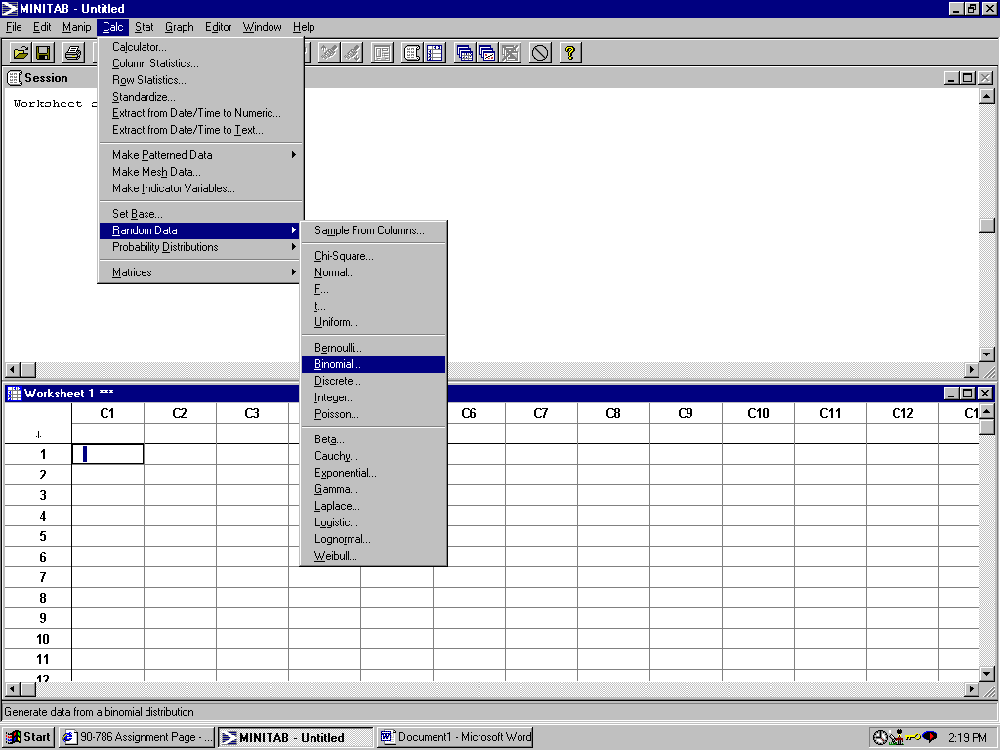 MINITAB - Untitled
File Edit Manip Calc Stat Graph Editor Window Help
Calculator...
Column Statistics...
Row Statistics...
Standardize...
Extract from Date/Time to Numeric...
Extract from Date/Time to Text...
Make Patterned Data
Make Mesh Data...
Make Indicator Variables...
Set Base...
Random Data
Probability Distributions
Matrices
Session
Worksheet s
Sample From Columns...
Chi-Square...
Normal...
F...
t...
Uniform...
Bernoulli...
Binomial...
Discrete...
Integer...
Poisson...
Beta...
Cauchy...
Exponential...
Gamma...
Laplace...
Logistic...
Lognormal...
Weibull...
Worksheet 1 ***
C1 C2 C3 C6 C7 C8 C9 C10 C11 C12 C1
↓
1
2
3
4
5
6
7
8
9
10
11
12
Generate data from a binomial distribution
Start 90-786 Assignment Page - ... MINITAB - Untitled Document1 - Microsoft Word 2:19 PM